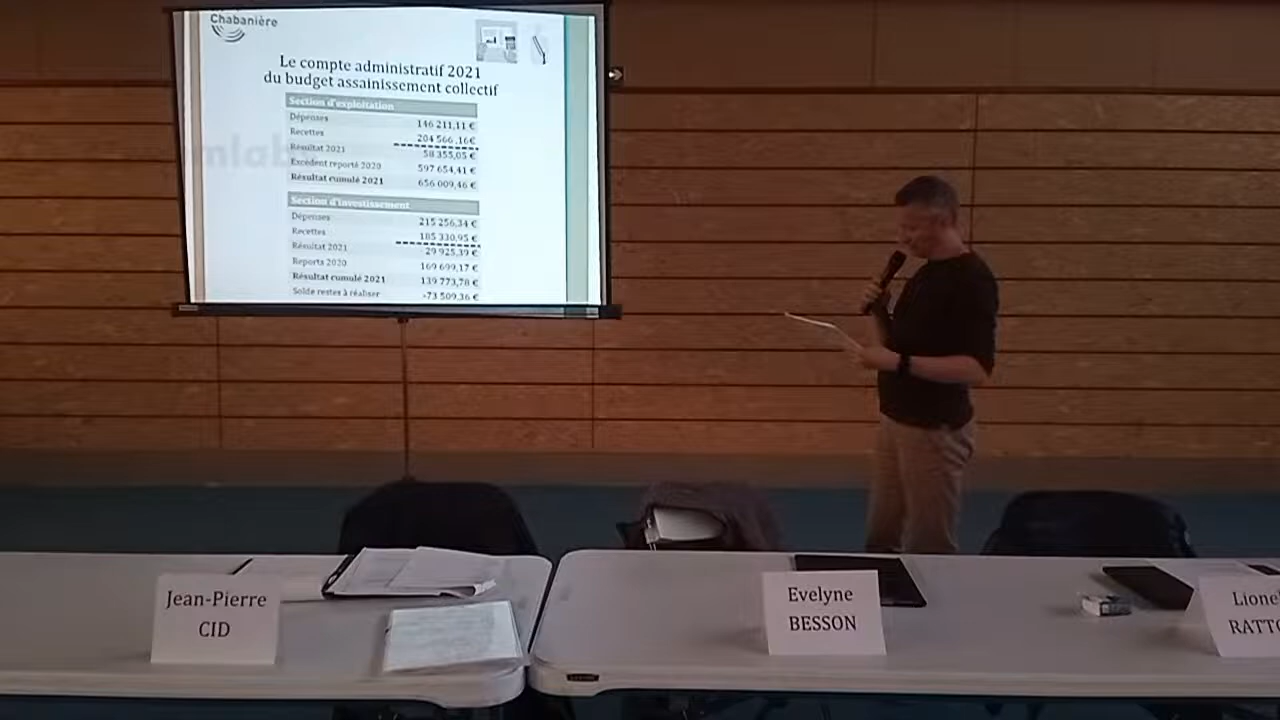 Chabanière
Le compte administratif 2021
du budget assainissement collectif
Section d'exploitation
Dépenses 146 211,11 €
Recettes 204 566 ,16€
Résultat 2021 58 355,05 €
Excédent reporté 2020 597 654,41 €
Résultat cumulé 2021 656 009,46 €
Section d'investissement
Dépenses 215 256,34 €
Recettes 185 330,95 €
Résultat 2021 29 925,39 €
Reports 2020 169 699,17 €
Résultat cumulé 2021 139 773,78 €
Solde restes à réaliser -73 509,36 €
Jean-Pierre
CID
Evelyne
BESSON
Lione
RATTO